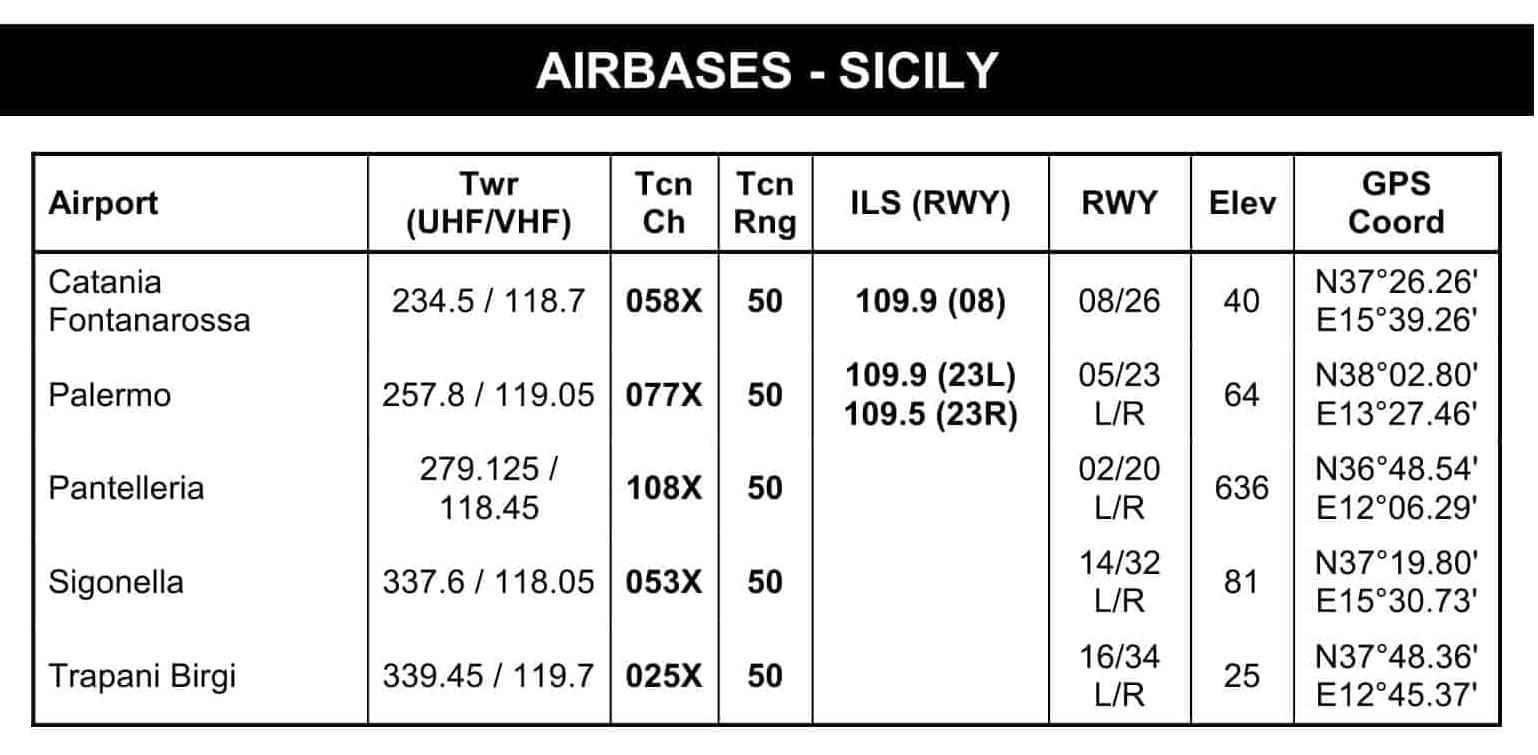 AIRBASES - SICILY
Airport
Twr
(UHF/VHF)
Tcn
Ch
Tcn
Rng
ILS (RWY)
RWY
Elev
GPS
Coord
Catania
Fontanarossa
234.5 / 118.7
058X
50
109.9 (08)
08/26
40
N37°26.26'
E15°39.26'
Palermo
257.8 / 119.05
077X
50
109.9 (23L)
109.5 (23R)
05/23
L/R
64
N38°02.80'
E13°27.46'
Pantelleria
279.125 /
118.45
108X
50
02/20
L/R
636
N36°48.54'
E12°06.29'
Sigonella
337.6 / 118.05
053X
50
14/32
L/R
81
N37°19.80'
E15°30.73'
Trapani Birgi
339.45 / 119.7
025X
50
16/34
L/R
25
N37°48.36'
E12°45.37'